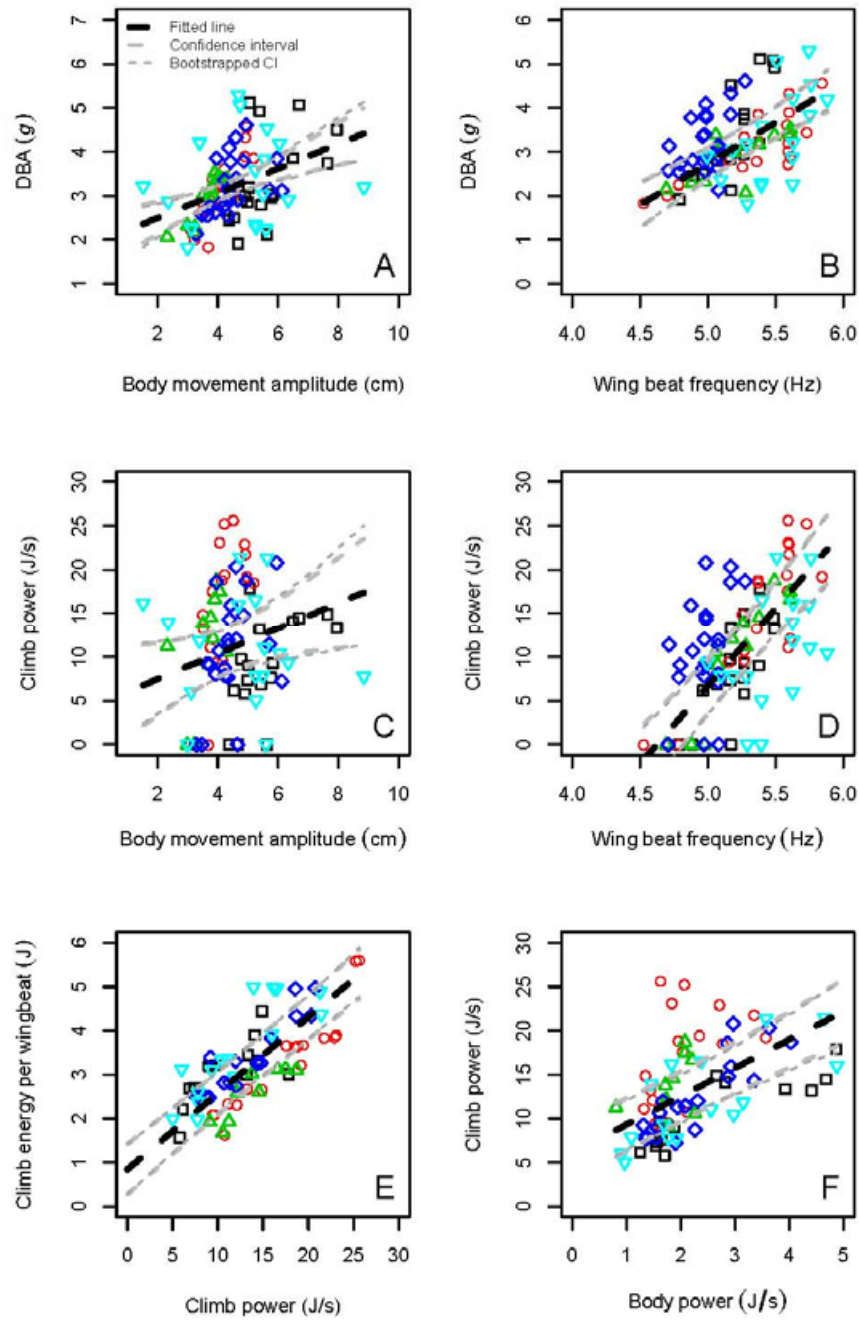 Fitted line
Confidence interval
Bootstrapped CI
DBA (g)
1 2 3 4 5 6 7
2 4 6 8 10
Body movement amplitude (cm)
A
DBA (g)
0 1 2 3 4 5 6
4.0 4.5 5.0 5.5 6.0
Wing beat frequency (Hz)
B
Climb power (J/s)
0 5 10 15 20 25 30
2 4 6 8 10
Body movement amplitude (cm)
C
Climb power (J/s)
0 5 10 15 20 25 30
4.0 4.5 5.0 5.5 6.0
Wing beat frequency (Hz)
D
Climb energy per wingbeat (J)
0 1 2 3 4 5 6
0 5 10 15 20 25 30
Climb power (J/s)
E
Climb power (J/s)
0 5 10 15 20 25 30
0 1 2 3 4 5
Body power (J/s)
F